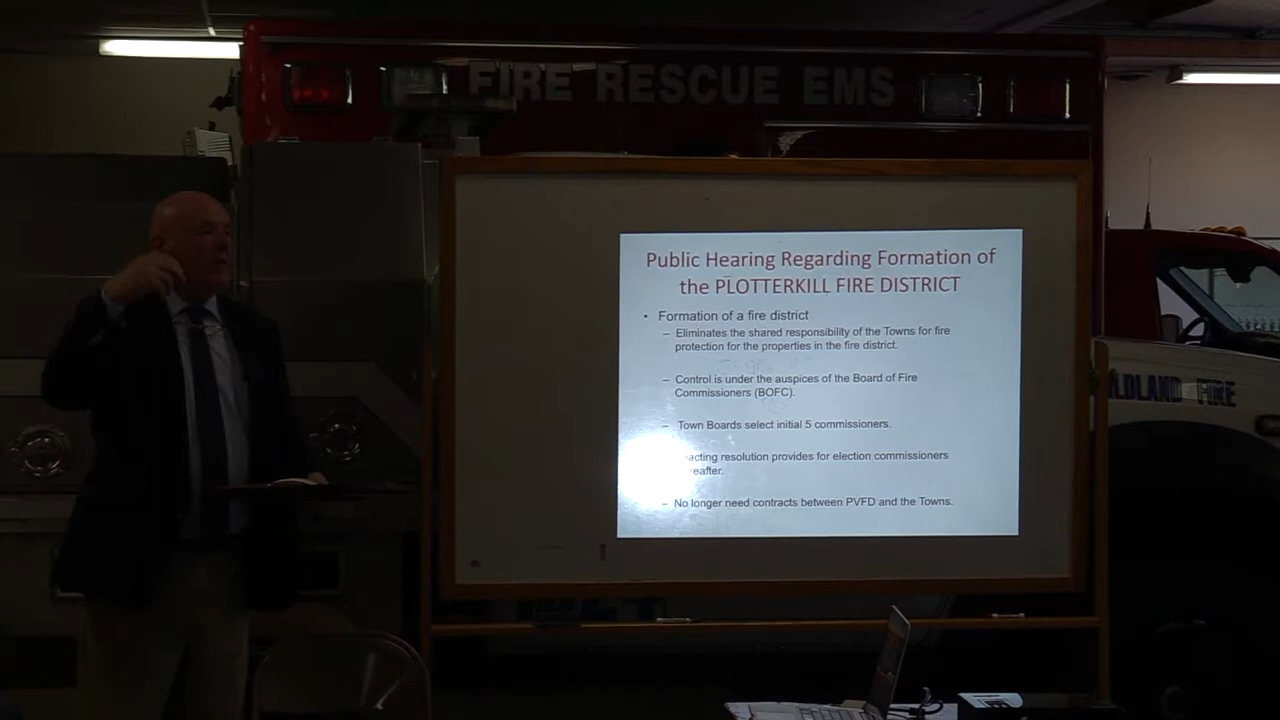 FIRE RESCUE EMS
Public Hearing Regarding Formation of
the PLOTTERKILL FIRE DISTRICT
• Formation of a fire district
– Eliminates the shared responsibility of the Towns for fire
protection for the properties in the fire district.
– Control is under the auspices of the Board of Fire
Commissioners (BOFC).
– Town Boards select initial 5 commissioners.
resolution provides for election commissioners
– No longer need contracts between PVFD and the Towns.
FIRE